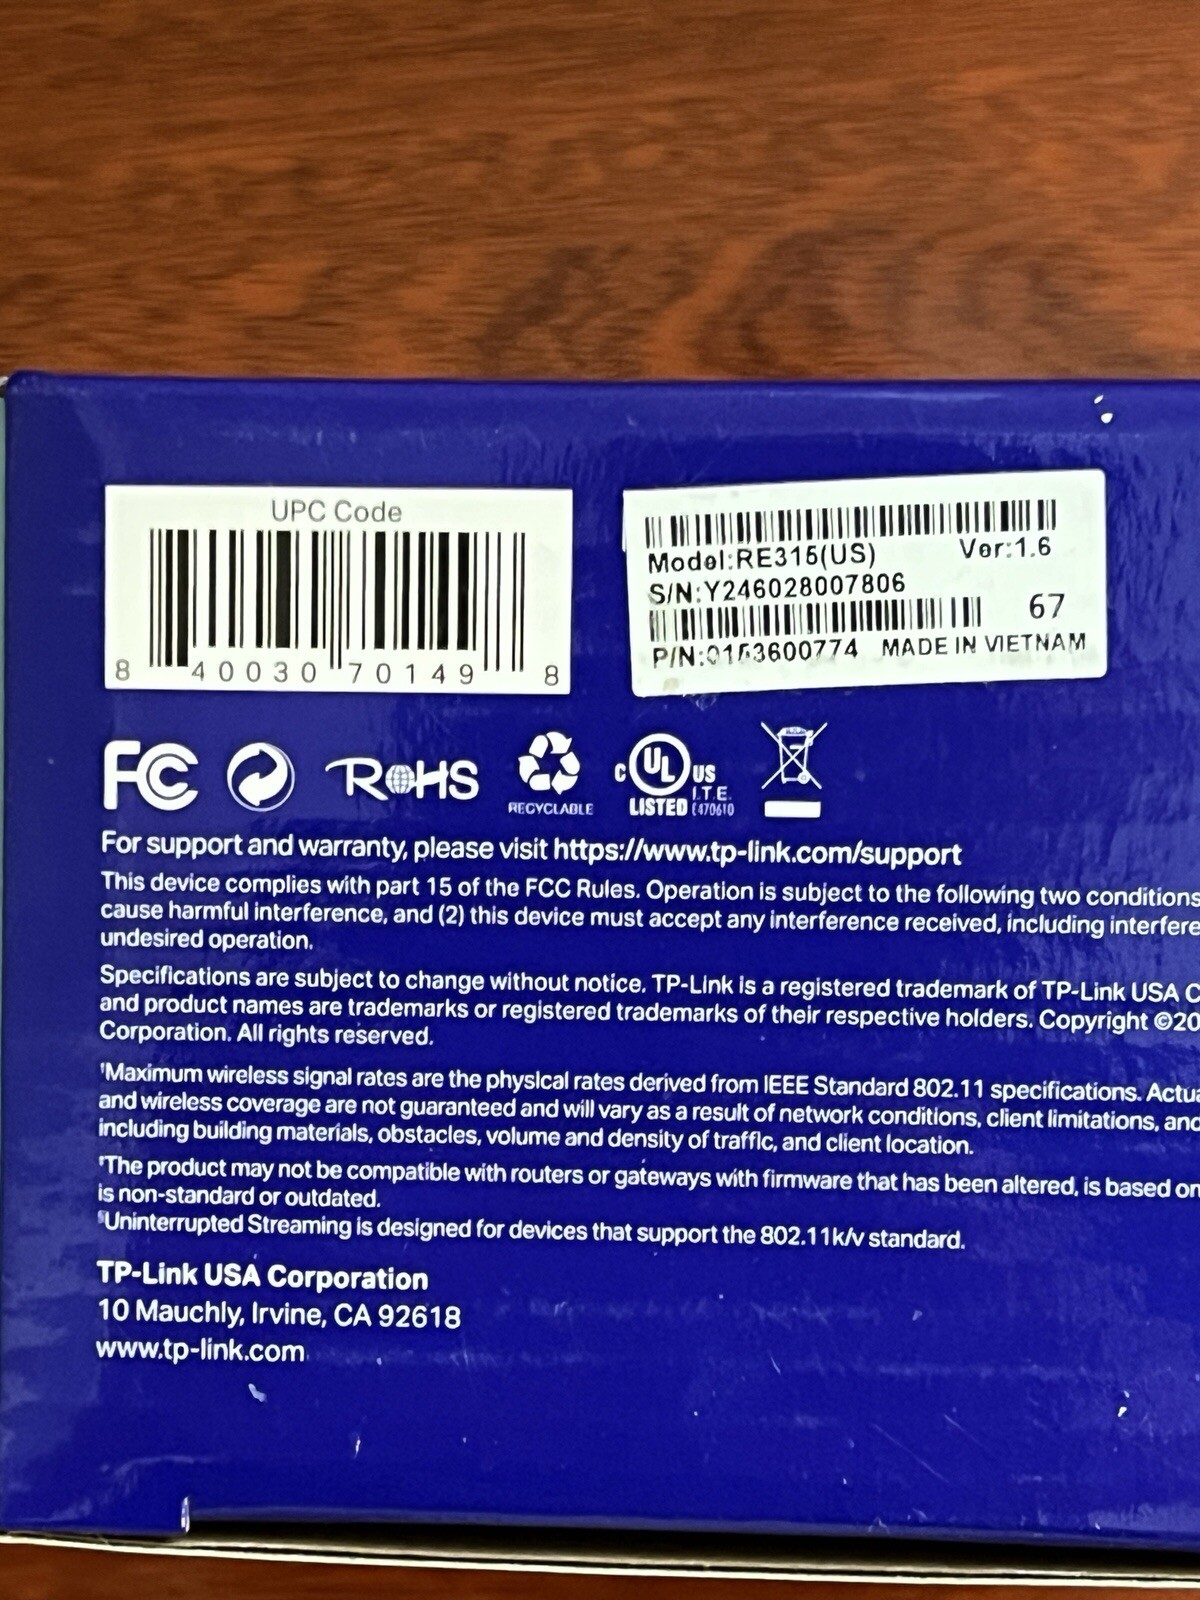 UPC Code
8 40030 70149 8
Model:RE315(US) Ver:1.6
S/N:Y246028007806
67
P/N:0153600774 MADE IN VIETNAM
FC
RoHS
RECYCLABLE
C UL US
LISTED I.T.E. E470610
For support and warranty, please visit https://www.tp-link.com/support
This device complies with part 15 of the FCC Rules. Operation is subject to the following two conditions
cause harmful interference, and (2) this device must accept any interference received, including interfere
undesired operation.
Specifications are subject to change without notice. TP-Link is a registered trademark of TP-Link USA C
and product names are trademarks or registered trademarks of their respective holders. Copyright ©20
Corporation. All rights reserved.
†Maximum wireless signal rates are the physical rates derived from IEEE Standard 802.11 specifications. Actua
and wireless coverage are not guaranteed and will vary as a result of network conditions, client limitations, and
including building materials, obstacles, volume and density of traffic, and client location.
‡The product may not be compatible with routers or gateways with firmware that has been altered, is based on
is non-standard or outdated.
§Uninterrupted Streaming is designed for devices that support the 802.11k/v standard.
TP-Link USA Corporation
10 Mauchly, Irvine, CA 92618
www.tp-link.com